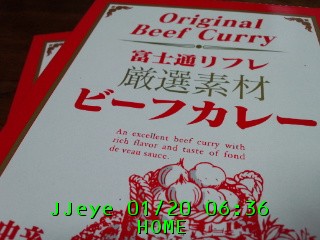 Original
Beef Curry
富士通リフレ
厳選素材
ビーフカレー
An excellent beef curry with
rich flavor and taste of fond
de veau sauce.
中辛
JJeye 01/20 06:36
HOME